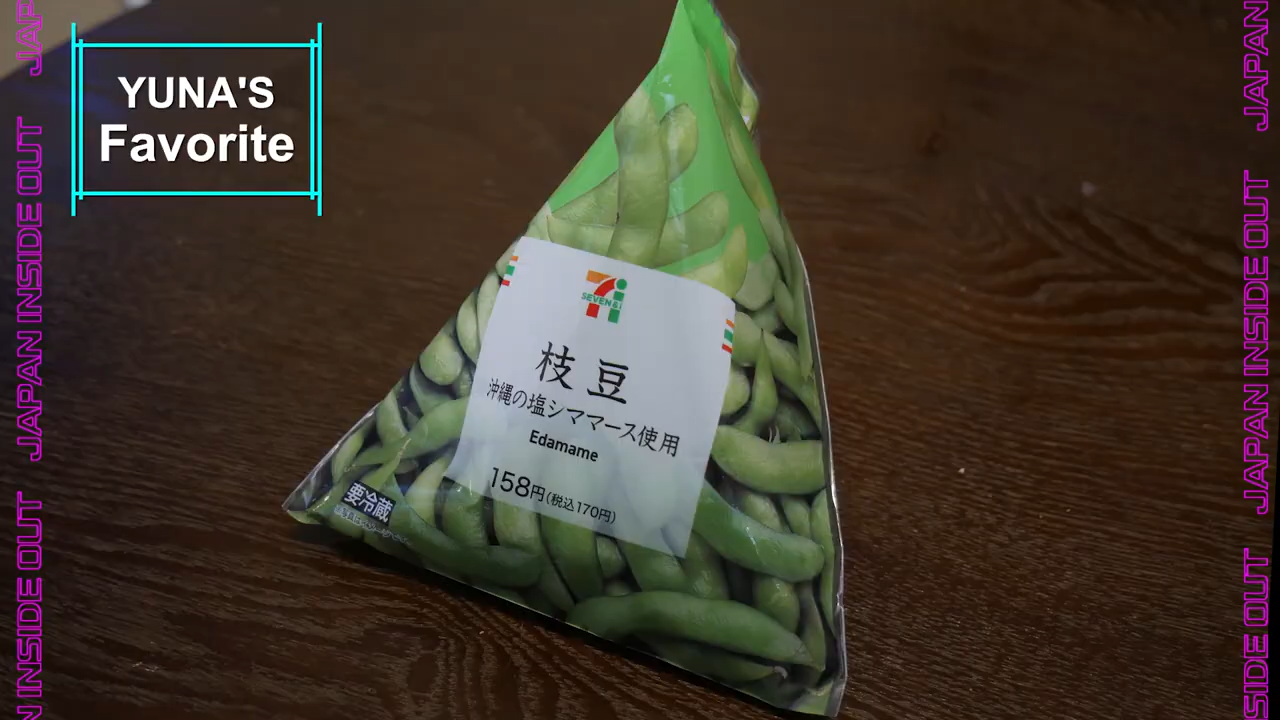 YUNA'S
Favorite
SEVEN&i
枝豆
沖縄の塩シママース使用
Edamame
158円(税込170円)
要冷蔵
JAPAN INSIDE OUT
JAPAN INSIDE OUT